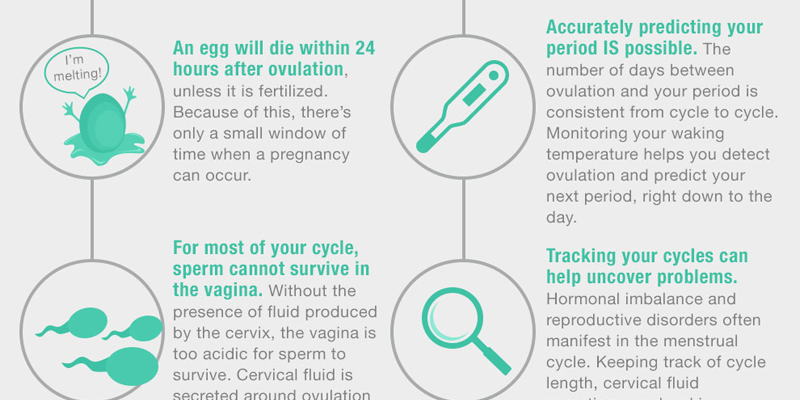 I'm
melting!
An egg will die within 24
hours after ovulation,
unless it is fertilized.
Because of this, there's
only a small window of
time when a pregnancy
can occur.
For most of your cycle,
sperm cannot survive in
the vagina. Without the
presence of fluid produced
by the cervix, the vagina is
too acidic for sperm to
survive. Cervical fluid is
secreted around ovulation
Accurately predicting your
period IS possible. The
number of days between
ovulation and your period is
consistent from cycle to cycle.
Monitoring your waking
temperature helps you detect
ovulation and predict your
next period, right down to the
day.
Tracking your cycles can
help uncover problems.
Hormonal imbalance and
reproductive disorders often
manifest in the menstrual
cycle. Keeping track of cycle
length, cervical fluid